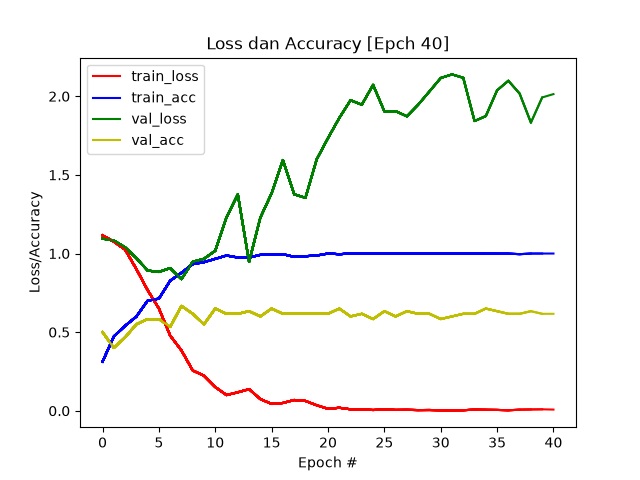 Loss dan Accuracy [Epch 40]
train_loss
train_acc
val_loss
val_acc
Loss/Accuracy
2.0
1.5
1.0
0.5
0.0
0 5 10 15 20 25 30 35 40
Epoch #